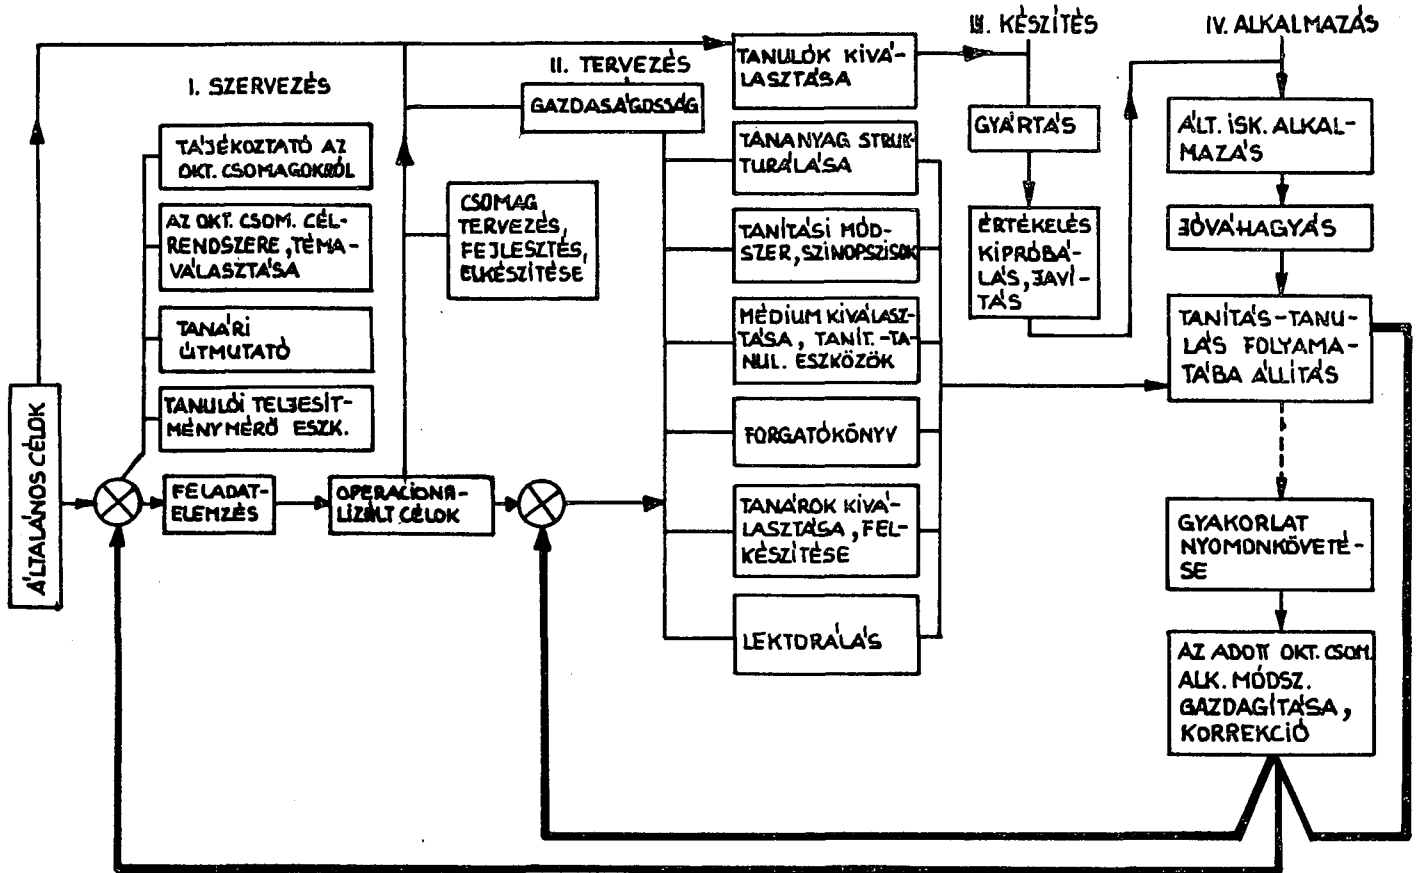 I. SZERVEZÉS
TÁJÉKOZTATÓ AZ
OKT. CSOMAGOKRÓL
AZ OKT. CSOM. CÉL-
RENDSZERE, TÉMA-
VÁLASZTÁSA
TANÁRI
ÚTMUTATÓ
TANULÓI TELJESÍT-
MÉNYMÉRŐ ESZK.
ÁLTALÁNOS CÉLOK
FELADAT-
ELEMZÉS
OPERACIONA-
LIZÁLT CÉLOK
II. TERVEZÉS
GAZDASÁGOSSÁG
CSOMAG
TERVEZÉS,
FEJLESZTÉS,
ELKÉSZÍTÉSE
TANULÓK KIVÁ-
LASZTÁSA
TANANYAG STRUK-
TURÁLÁSA
TANÍTÁSI MÓD-
SZER, SZINOPSZISOK
MÉDIUM KIVÁLASZ-
TÁSA, TANÍT.-TA-
NUL. ESZKÖZÖK
FORGATÓKÖNYV
TANÁROK KIVÁ-
LASZTÁSA, FEL-
KÉSZÍTÉSE
LEKTORÁLÁS
III. KÉSZÍTÉS
GYÁRTÁS
ÉRTÉKELÉS
KIPRÓBÁ-
LÁS, JAVÍ-
TÁS
IV. ALKALMAZÁS
ÁLT. ISK. ALKAL-
MAZÁS
JÓVÁHAGYÁS
TANÍTÁS-TANU-
LÁS FOLYAMA-
TÁBA ÁLLÍTÁS
GYAKORLAT
NYOMONKÖVETÉ-
SE
AZ ADOTT OKT. CSOM.
ALK. MÓDSZ.
GAZDAGÍTÁSA,
KORREKCIÓ